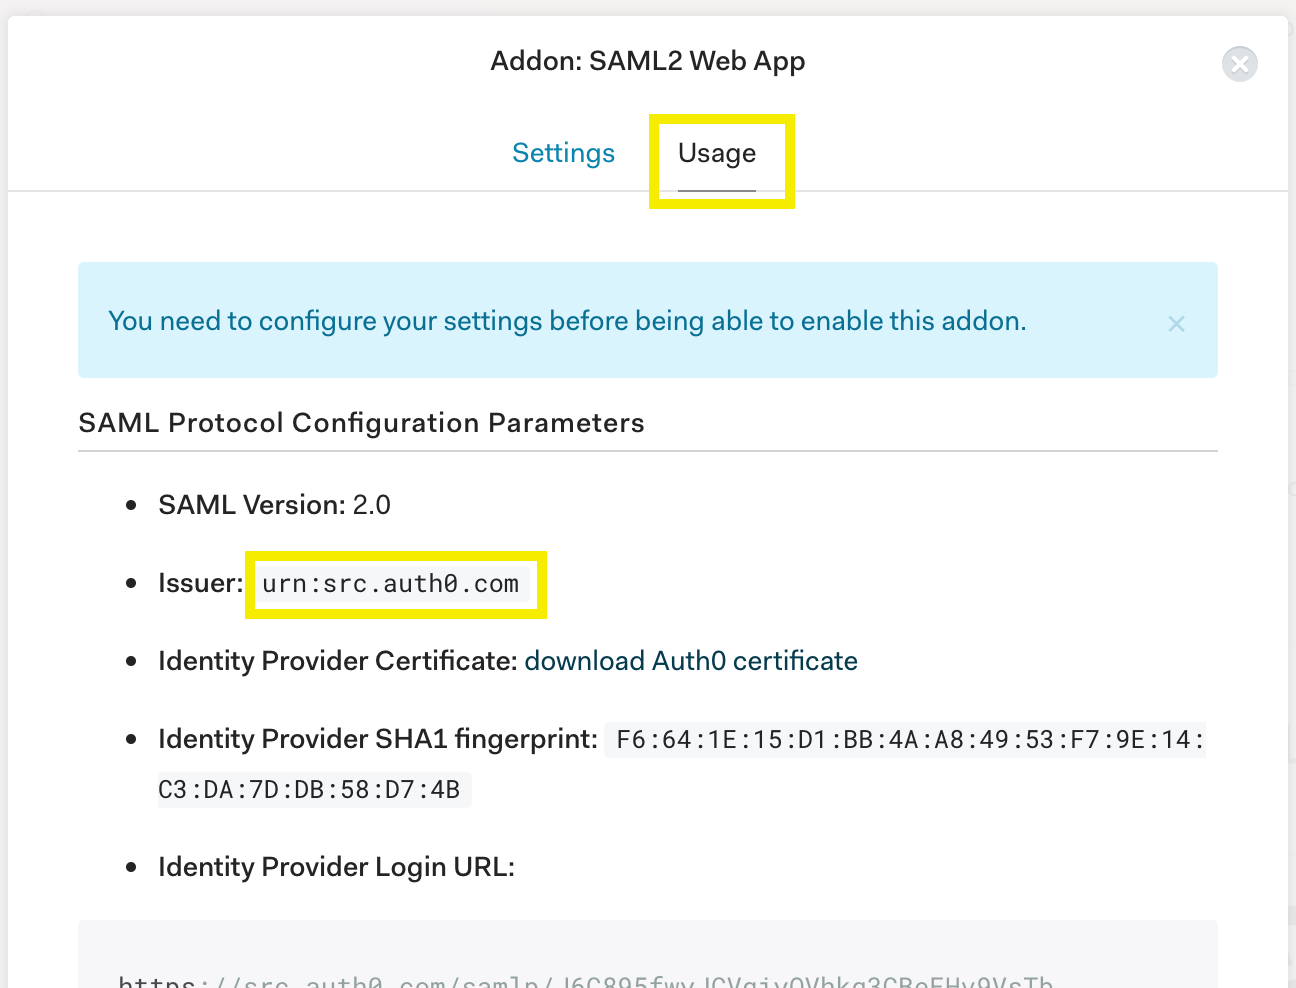 Addon: SAML2 Web App
Settings Usage
You need to configure your settings before being able to enable this addon.
SAML Protocol Configuration Parameters
SAML Version: 2.0
Issuer: urn:src.auth0.com
Identity Provider Certificate: download Auth0 certificate
Identity Provider SHA1 fingerprint: F6:64:1E:15:D1:BB:4A:A8:49:53:F7:9E:14:
C3:DA:7D:DB:58:D7:4B
Identity Provider Login URL: